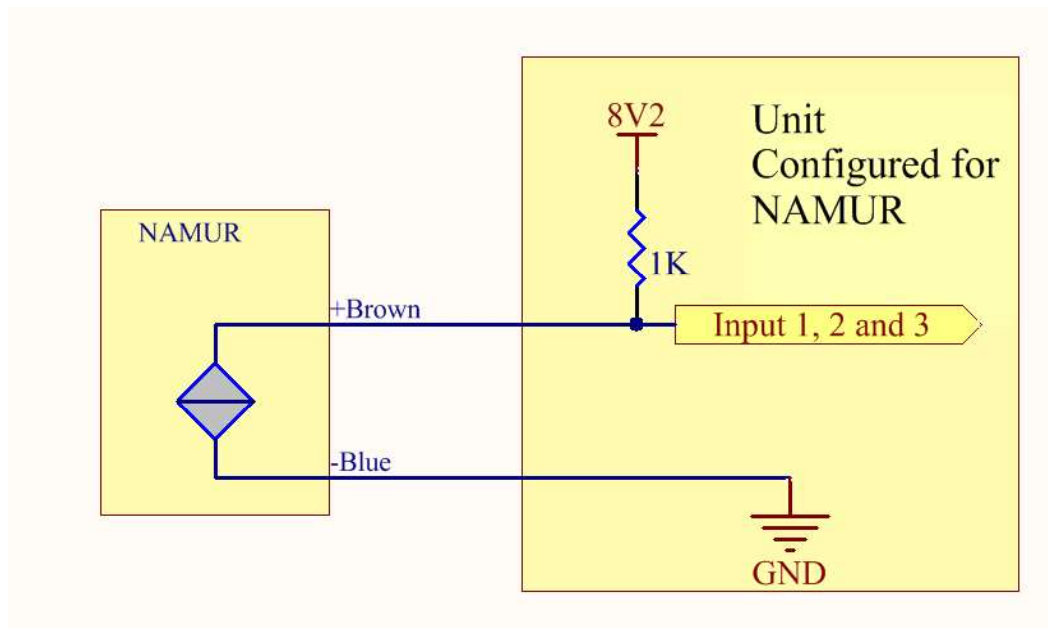 8V2
Unit
Configured for
NAMUR
NAMUR
1K
+Brown
Input 1, 2 and 3
-Blue
GND